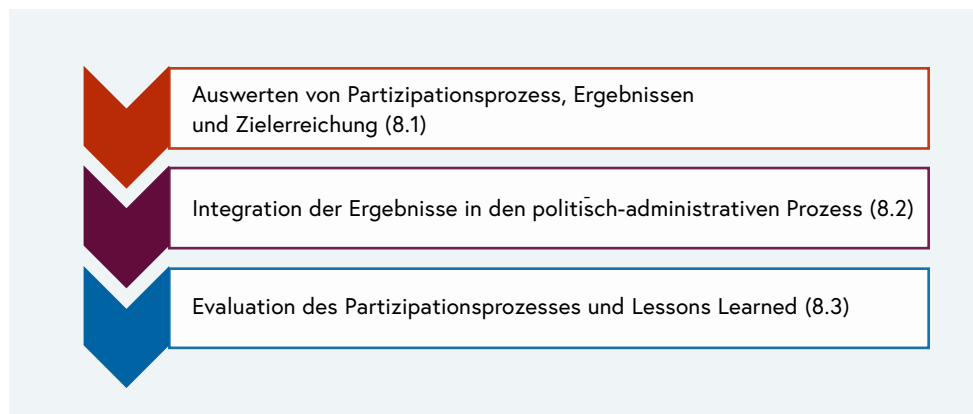 Auswerten von Partizipationsprozess, Ergebnissen
und Zielerreichung (8.1)
Integration der Ergebnisse in den politisch-administrativen Prozess (8.2)
Evaluation des Partizipationsprozesses und Lessons Learned (8.3)